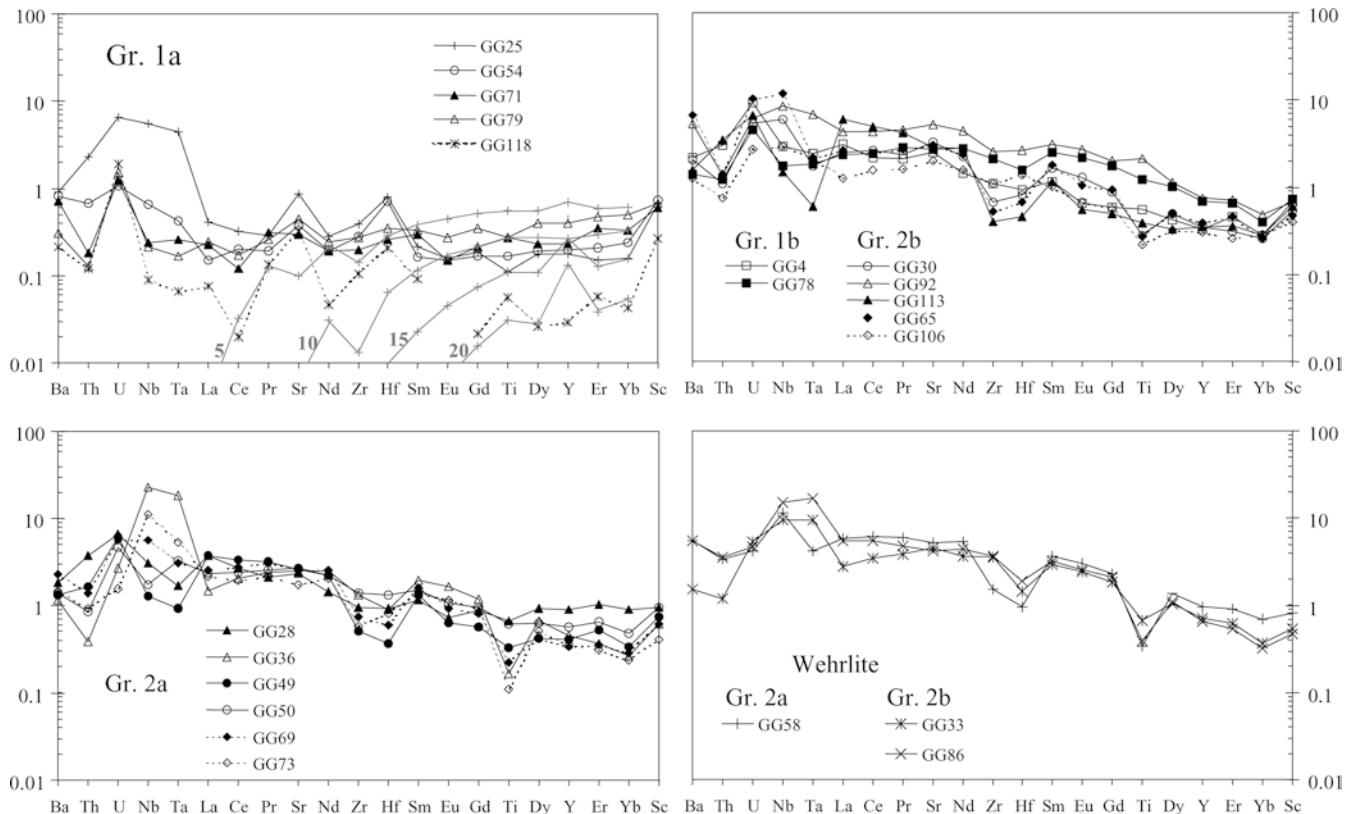 100
10
1
0.1
0.01
Gr. 1a
GG25
GG54
GG71
GG79
GG118
5
10
15
20
Ba Th U Nb Ta La Ce Pr Sr Nd Zr Hf Sm Eu Gd Ti Dy Y Er Yb Sc
100
10
1
0.1
0.01
Gr. 1b
GG4
GG78
Gr. 2b
GG30
GG92
GG113
GG65
GG106
Ba Th U Nb Ta La Ce Pr Sr Nd Zr Hf Sm Eu Gd Ti Dy Y Er Yb Sc
100
10
1
0.1
0.01
Gr. 2a
GG28
GG36
GG49
GG50
GG69
GG73
Ba Th U Nb Ta La Ce Pr Sr Nd Zr Hf Sm Eu Gd Ti Dy Y Er Yb Sc
100
10
1
0.1
0.01
Wehrlite
Gr. 2a
GG58
Gr. 2b
GG33
GG86
Ba Th U Nb Ta La Ce Pr Sr Nd Zr Hf Sm Eu Gd Ti Dy Y Er Yb Sc